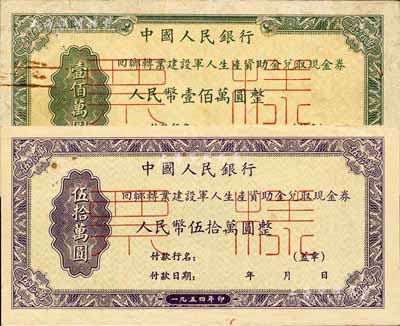 中國人民銀行
壹佰萬圓
回鄉轉業建設軍人生產資助金兌取現金券
人民幣壹佰萬圓整
中國人民銀行
伍拾萬圓
回鄉轉業建設軍人生產資助金兌取現金券
人民幣伍拾萬圓整
付款行名： (蓋章)
付款日期： 年 月 日
一九五四年印